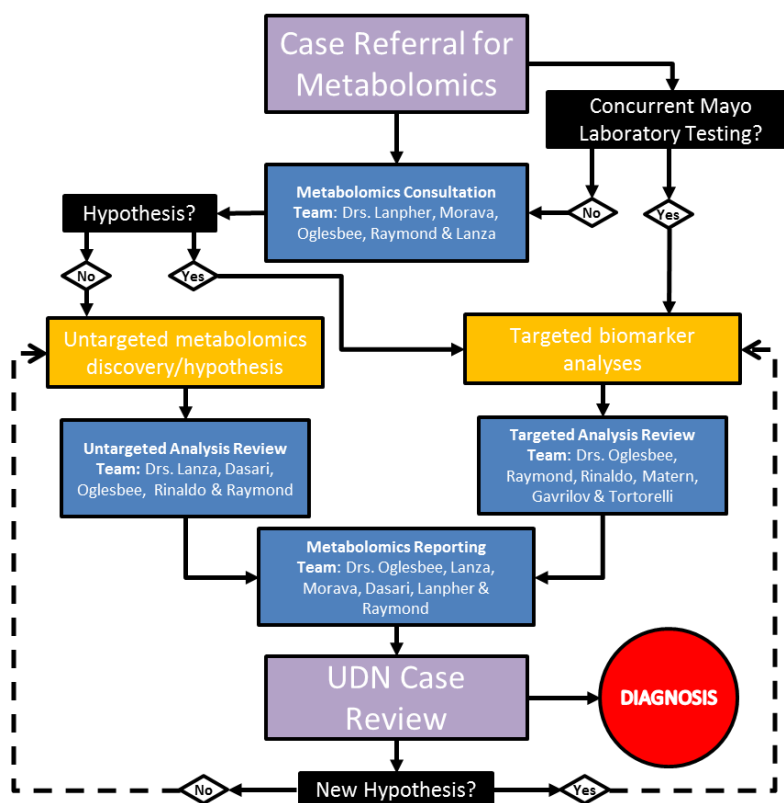 Case Referral for
Metabolomics
Concurrent Mayo
Laboratory Testing?
Metabolomics Consultation
Team: Drs. Lanpher, Morava,
Oglesbee, Raymond & Lanza
Hypothesis?
No
Yes
No
Yes
Untargeted metabolomics
discovery/hypothesis
Targeted biomarker
analyses
Untargeted Analysis Review
Team: Drs. Lanza, Dasari,
Oglesbee, Rinaldo & Raymond
Targeted Analysis Review
Team: Drs. Oglesbee,
Raymond, Rinaldo, Matern,
Gavrilov & Tortorelli
Metabolomics Reporting
Team: Drs. Oglesbee, Lanza,
Morava, Dasari, Lanpher &
Raymond
UDN Case
Review
DIAGNOSIS
No
New Hypothesis?
Yes